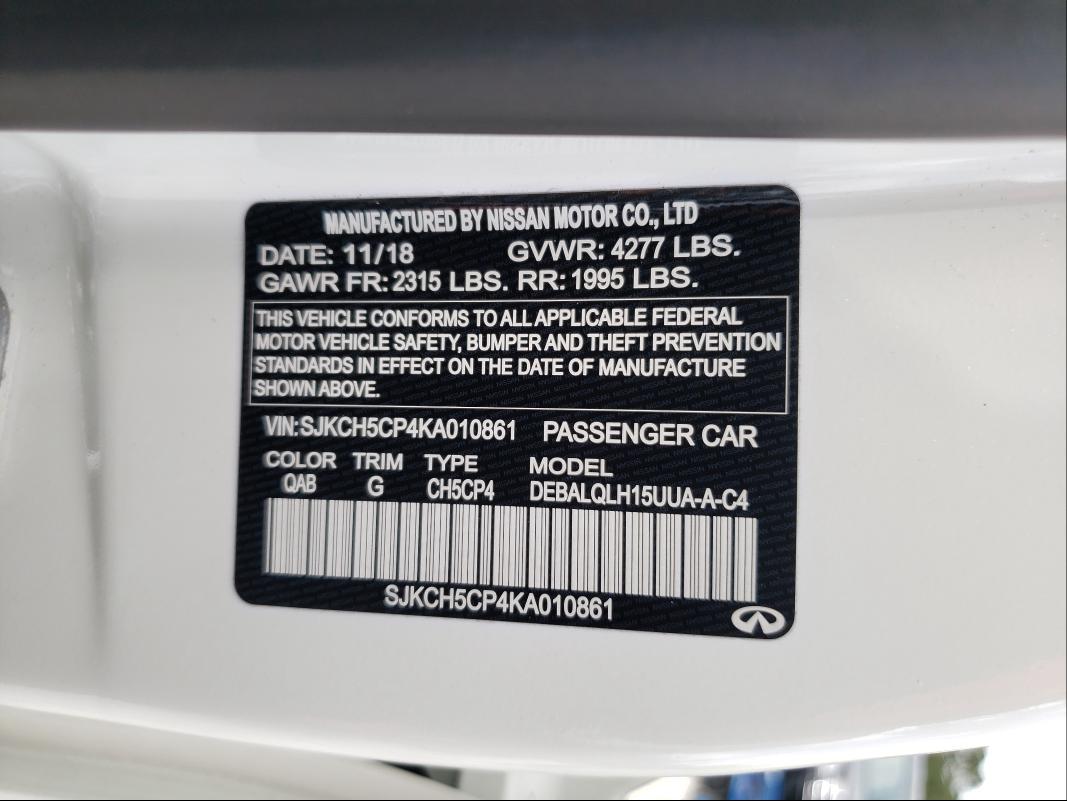 MANUFACTURED BY NISSAN MOTOR CO., LTD
DATE: 11/18 GVWR: 4277 LBS.
GAWR FR: 2315 LBS. RR: 1995 LBS.
THIS VEHICLE CONFORMS TO ALL APPLICABLE FEDERAL
MOTOR VEHICLE SAFETY, BUMPER AND THEFT PREVENTION
STANDARDS IN EFFECT ON THE DATE OF MANUFACTURE
SHOWN ABOVE.
VIN: SJKCH5CP4KA010861 PASSENGER CAR
COLOR TRIM TYPE MODEL
QAB G CH5CP4 DEBALQLH15UUA-A-C4
SJKCH5CP4KA010861